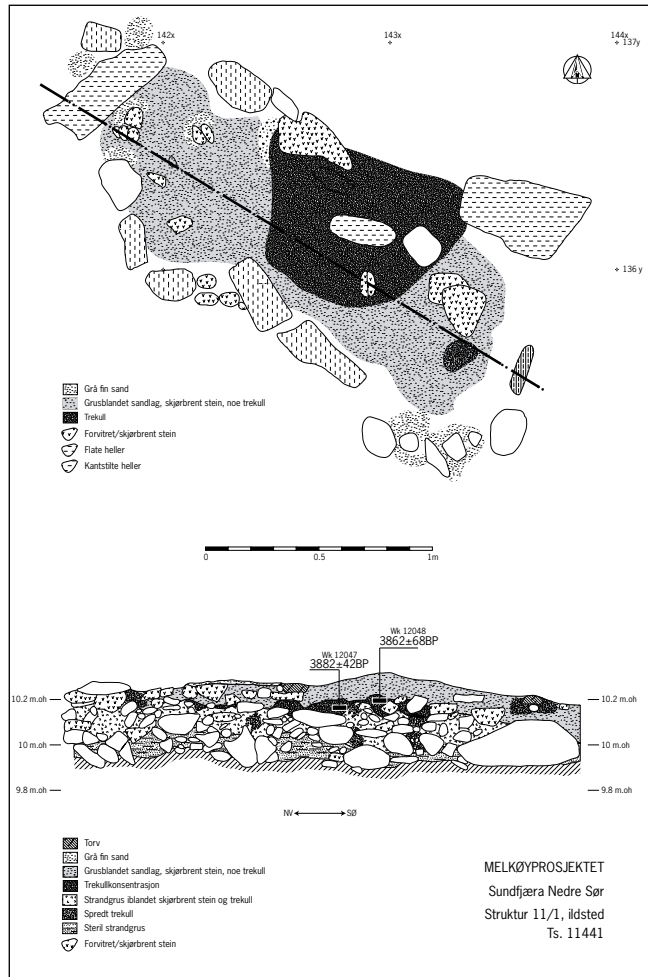 142x
143x
144x
137y
136 y
Grå fin sand
Grusblandet sandlag, skjørbrent stein, noe trekull
Trekull
Forvitret/skjørbrent stein
Flate heller
Kantstilte heller
0
0.5
1m
Wk 12048
3862±68BP
Wk 12047
3882±42BP
10.2 m.oh
10.2 m.oh
10 m.oh
10 m.oh
9.8 m.oh
9.8 m.oh
NV
SØ
Torv
Grå fin sand
Grusblandet sandlag, skjørbrent stein, noe trekull
Trekullkonsentrasjon
Strandgrus iblandet skjørbrent stein og trekull
Spredt trekull
Steril strandgrus
Forvitret/skjørbrent stein
MELKØYPROSJEKTET
Sundfjæra Nedre Sør
Struktur 11/1, ildsted
Ts. 11441